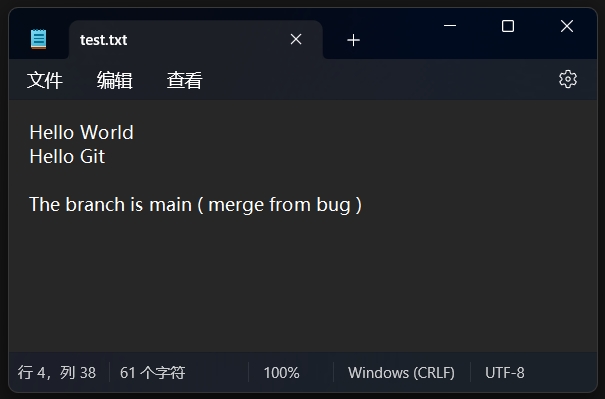 test.txt
文件 编辑 查看
Hello World
Hello Git
The branch is main ( merge from bug )
行 4，列 38 61 个字符 100% Windows (CRLF) UTF-8